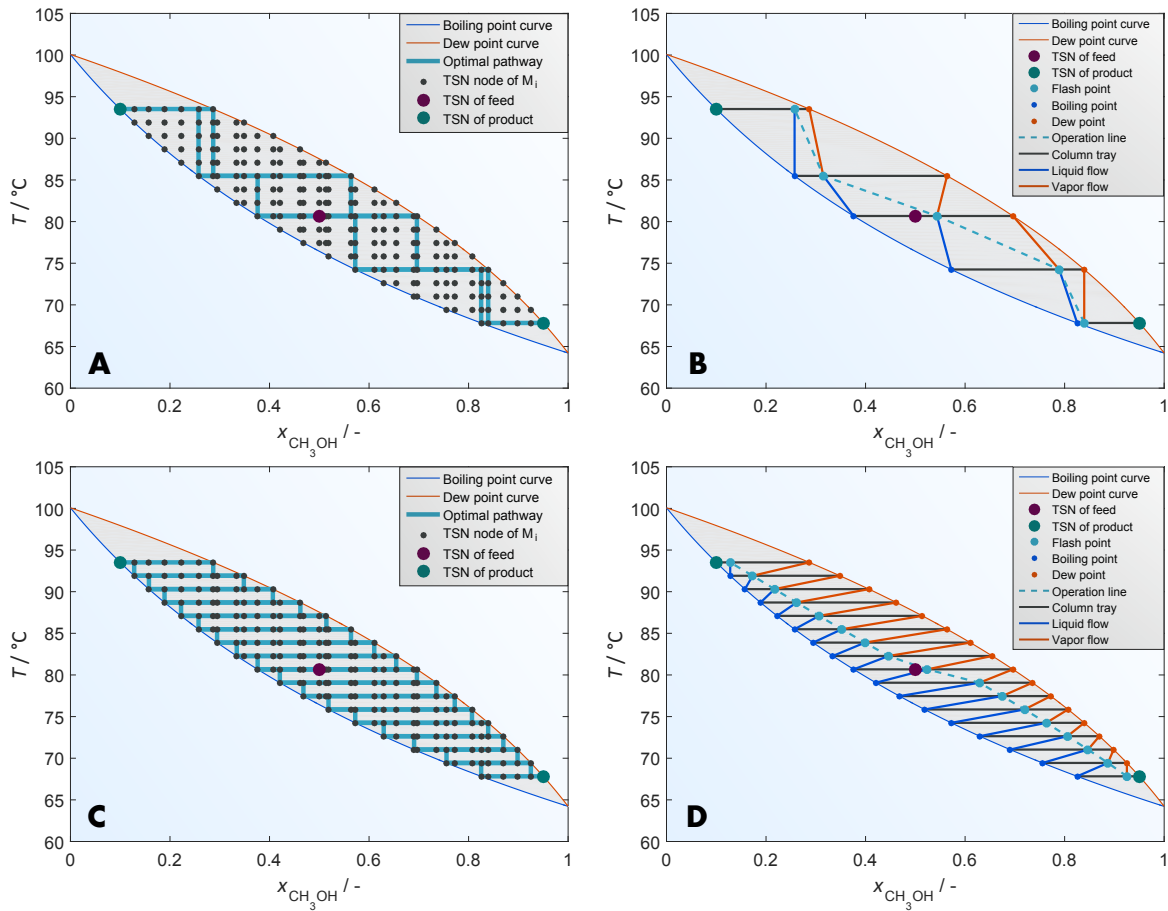 105
100
95
90
85
80
75
70
65
60
T / °C
0
0.2
0.4
0.6
0.8
1
x CH3OH / -
Boiling point curve
Dew point curve
Optimal pathway
TSN node of Mi
TSN of feed
TSN of product
A
105
100
95
90
85
80
75
70
65
60
T / °C
0
0.2
0.4
0.6
0.8
1
x CH3OH / -
Boiling point curve
Dew point curve
TSN of feed
TSN of product
Flash point
Boiling point
Dew point
Operation line
Column tray
Liquid flow
Vapor flow
B
105
100
95
90
85
80
75
70
65
60
T / °C
0
0.2
0.4
0.6
0.8
1
x CH3OH / -
Boiling point curve
Dew point curve
Optimal pathway
TSN node of Mi
TSN of feed
TSN of product
C
105
100
95
90
85
80
75
70
65
60
T / °C
0
0.2
0.4
0.6
0.8
1
x CH3OH / -
Boiling point curve
Dew point curve
TSN of feed
TSN of product
Flash point
Boiling point
Dew point
Operation line
Column tray
Liquid flow
Vapor flow
D